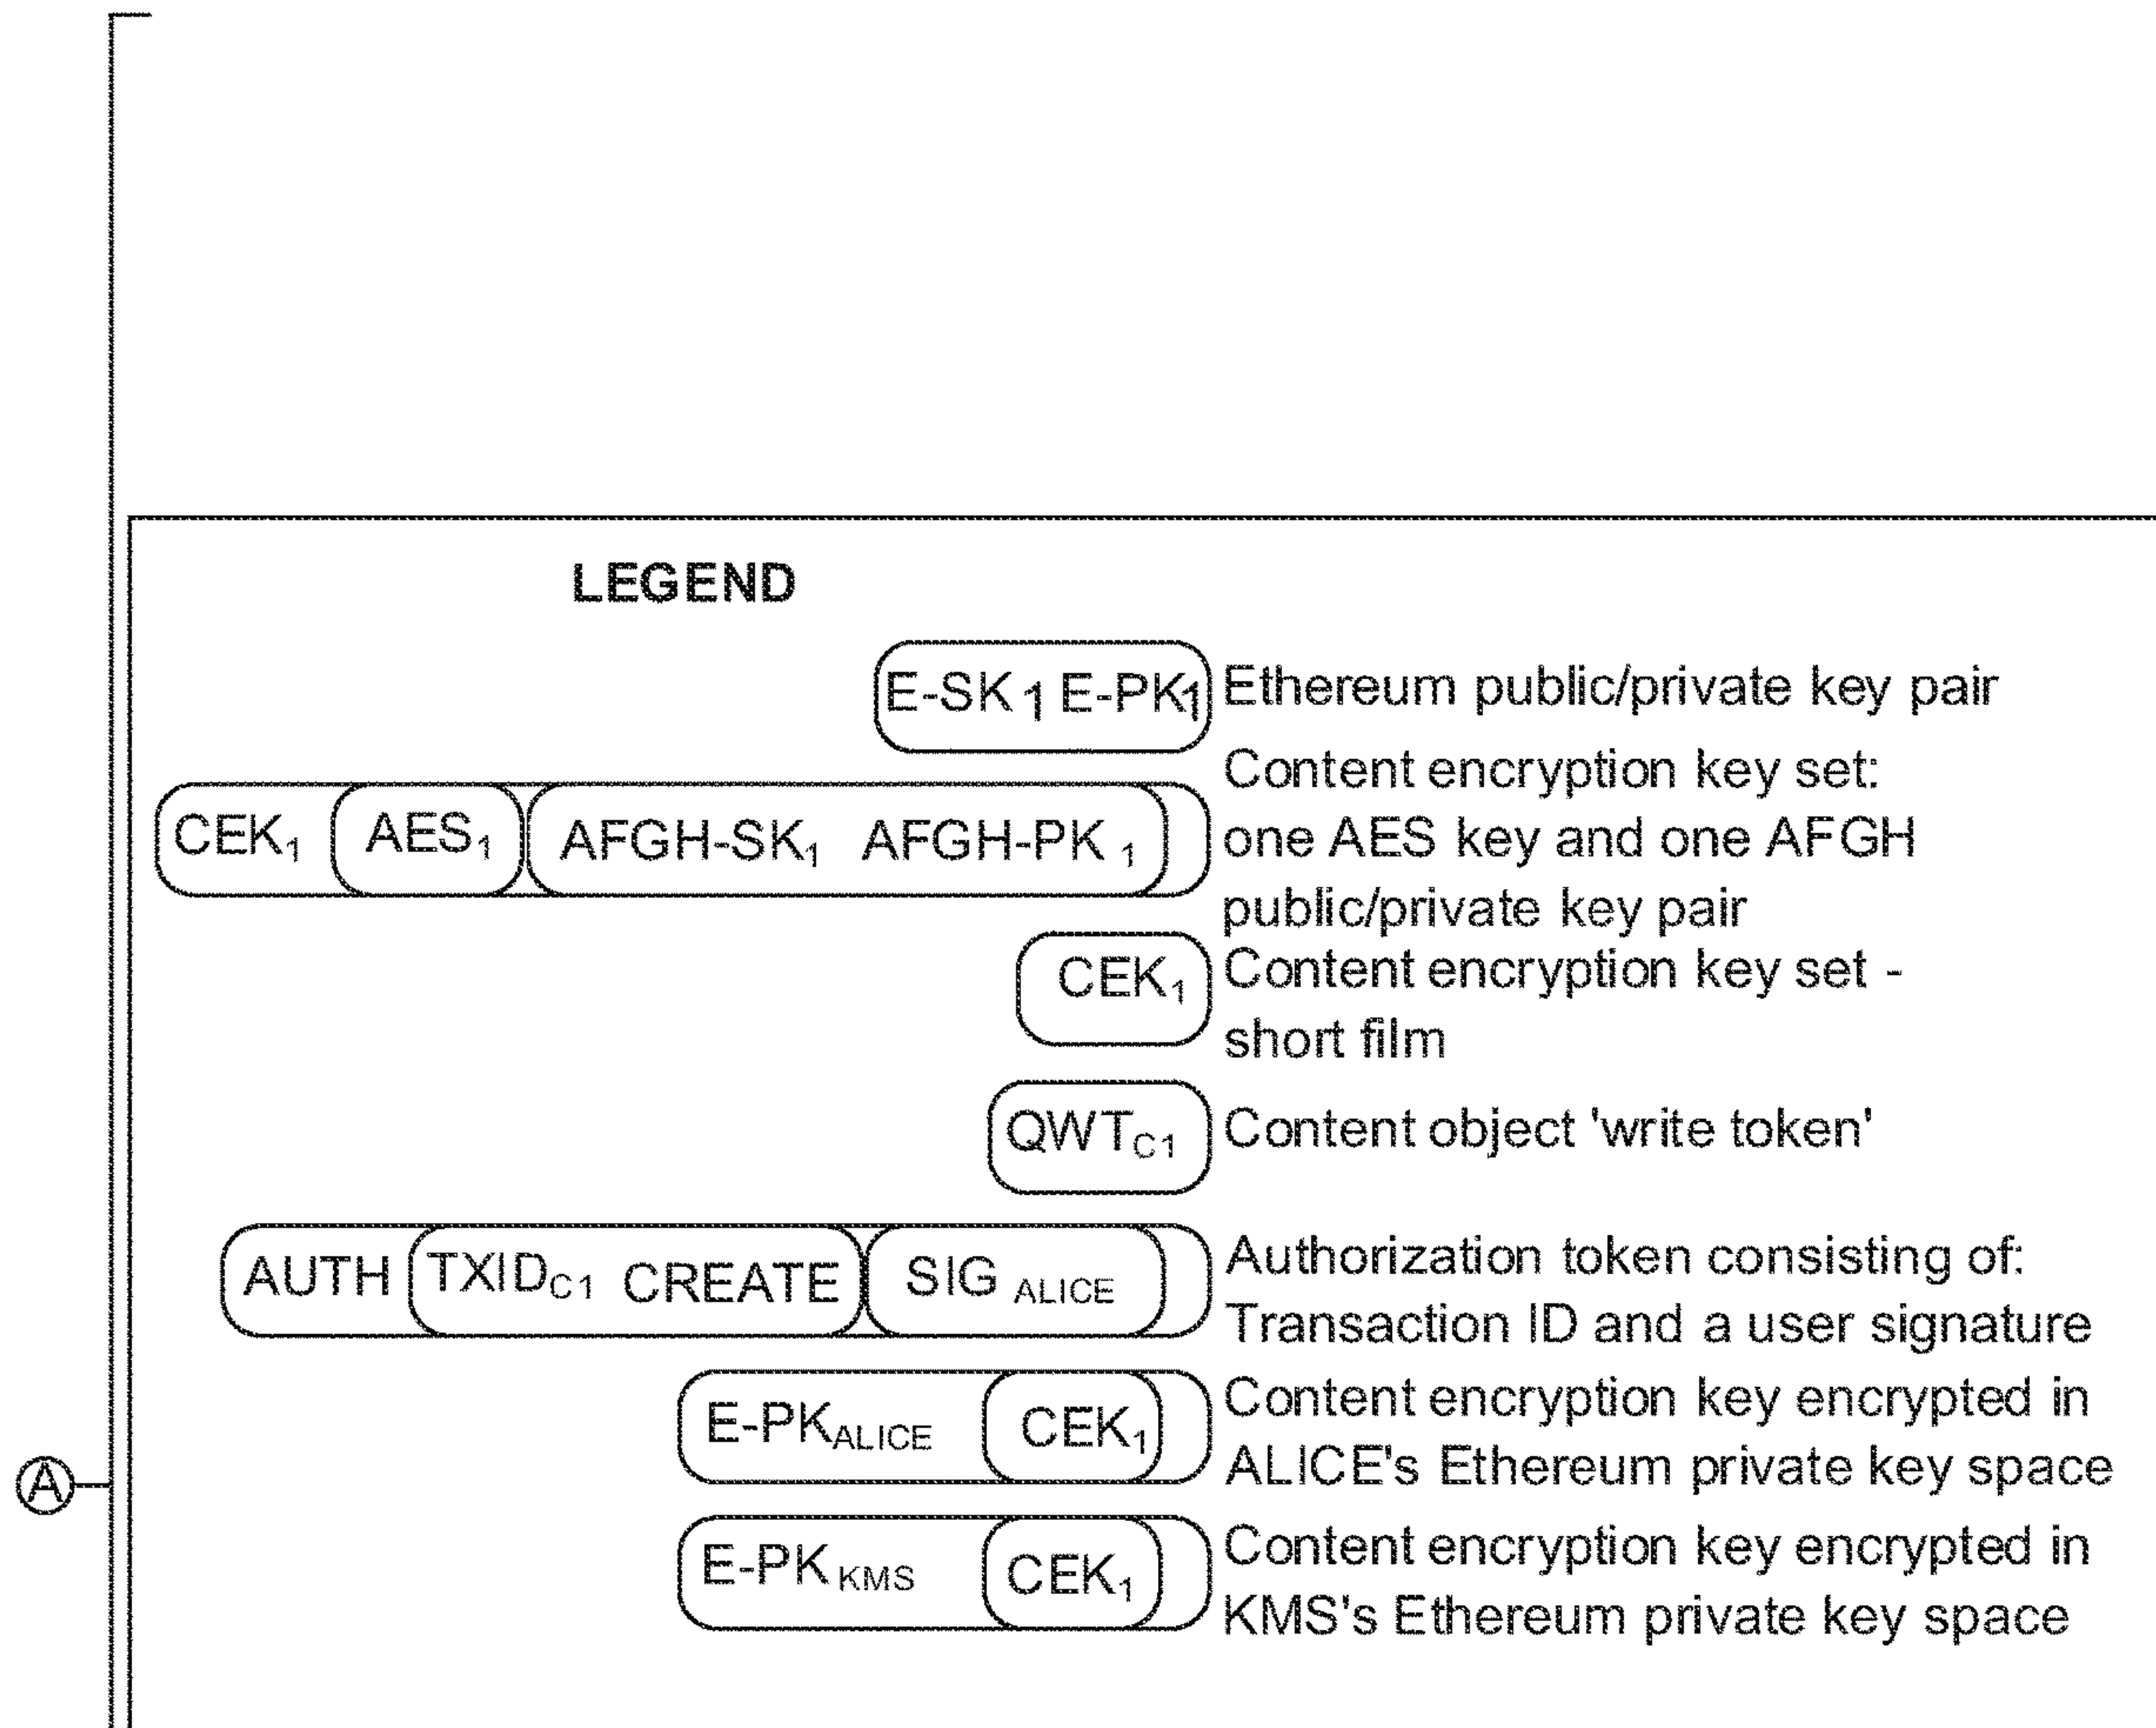 LEGEND
E-SK1 E-PK1 Ethereum public/private key pair
Content encryption key set:
CEK1 AES1 AFGH-SK1 AFGH-PK1 one AES key and one AFGH
public/private key pair
CEK1 Content encryption key set -
short film
QWTC1 Content object 'write token'
AUTH TXIDC1 CREATE SIG ALICE Authorization token consisting of:
Transaction ID and a user signature
E-PKALICE CEK1 Content encryption key encrypted in
ALICE's Ethereum private key space
A
E-PKKMS CEK1 Content encryption key encrypted in
KMS's Ethereum private key space